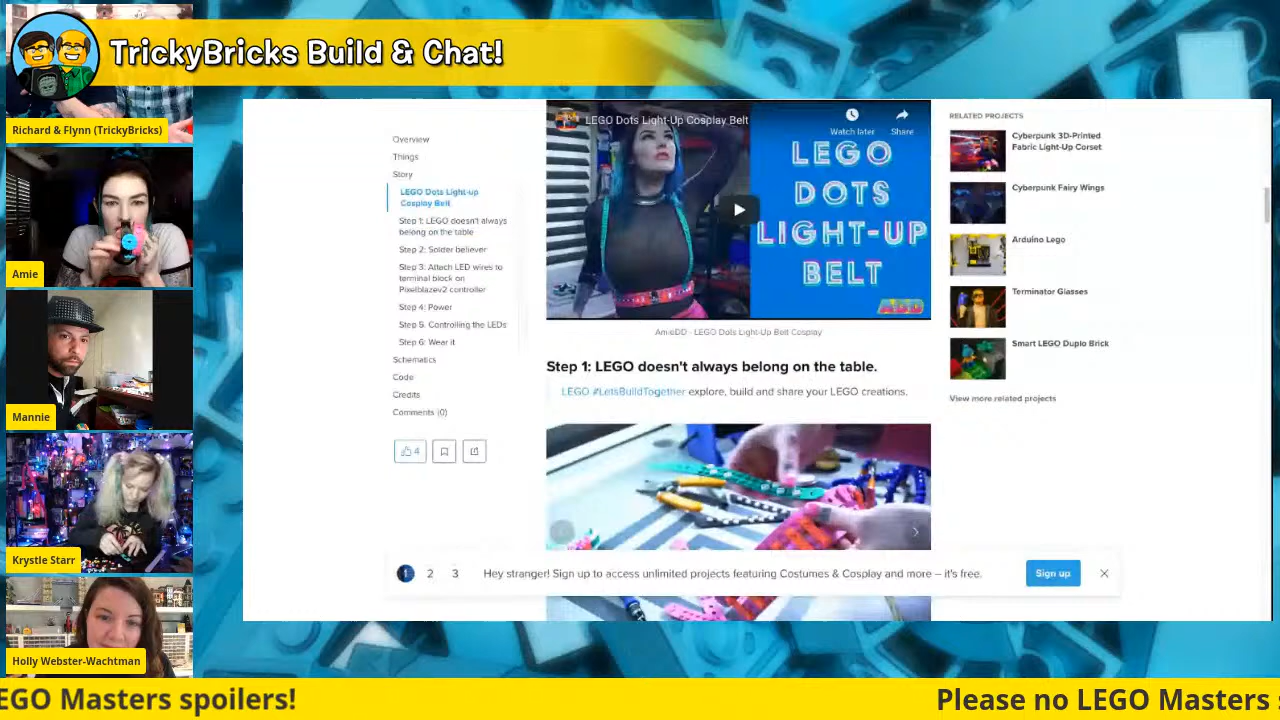 TrickyBricks Build & Chat!
Richard & Flynn (TrickyBricks)
Amie
Mannie
Krystle Starr
Holly Webster-Wachtman
Overview
Things
Story
LEGO Dots Light-up
Cosplay Belt
Step 1: LEGO doesn't always
belong on the table
Step 2: Solder believer
Step 3: Attach LED wires to
terminal block on
Pixelblazev2 controller
Step 4: Power
Step 5: Controlling the LEDs
Step 6: Wear it
Schematics
Code
Credits
Comments (0)
4
LEGO Dots Light-Up Cosplay Belt
Watch later
Share
LEGO
DOTS
LIGHT-UP
BELT
AmieDD - LEGO Dots Light-Up Belt Cosplay
Step 1: LEGO doesn't always belong on the table.
LEGO #LetsBuildTogether explore, build and share your LEGO creations.
RELATED PROJECTS
Cyberpunk 3D-Printed
Fabric Light-Up Corset
Cyberpunk Fairy Wings
Arduino Lego
Terminator Glasses
Smart LEGO Duplo Brick
View more related projects
1 2 3 Hey stranger! Sign up to access unlimited projects featuring Costumes & Cosplay and more – it's free.
Sign up
EGO Masters spoilers!
Please no LEGO Masters s